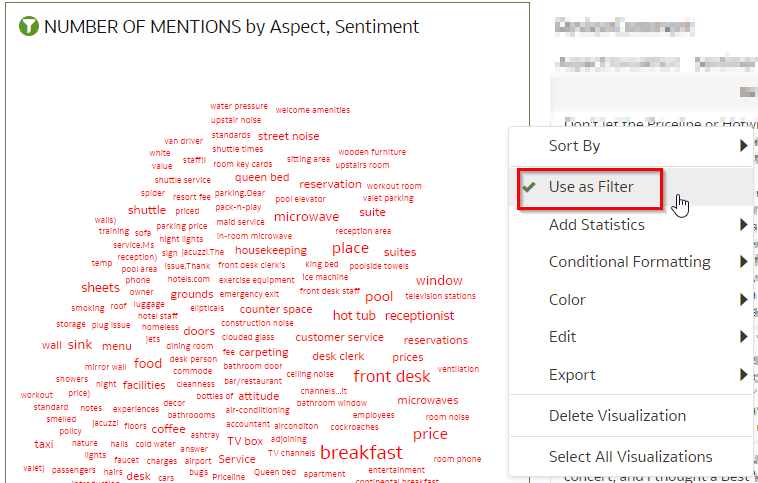 NUMBER OF MENTIONS by Aspect, Sentiment
water pressure welcome amenities
upstair noise
standards street noise
van driver
white staff!i shuttle times sitting area wooden furniture
value room key cards upstairs room
shuttle service queen bed reservation workout room
spider resort fee parking.Dear pool elevator valet parking
shuttle priced pack-n-play microwave suite
walls) parking price maid service
training sofa night lights in-room microwave place reception area
service.Ms sign jacuzzi.The housekeeping suites
reception)
temp pool area issue.Thank front desk clerk's king bed poolside towels
phone hotels.com exercise equipment ice machine window
sheets owner grounds emergency exit front desk staff pool television stations
smoking roof luggage ellipticals counter space hot tub receptionist
hotel staff
storage plug issue homeless doors construction noise
jets clouded glass customer service reservations
wall sink menu dining room fee carpeting desk clerk prices
mirror wall food desk person bathroom door ventilation
commode ceiling noise front desk
showers night facilities cleanness bar/restaurant
workout price) bottles of attitude channels...It microwaves
standard notes experiences decor air-conditioning bathroom window
smelled bathroooms employees room noise
policy jacuzzi floors coffee accountant airconditon cockroaches price
taxi nature halls cold water ashtray TV box adjoining
lights answer TV channels breakfast
valet) faucet charges airport Service room phone
passengers hairs desk cars bugs Queen bed apartment entertainment
Priceline continental breakfast
introduction
Don't let the Priceline or Hotw
Sort By
Use as Filter
Add Statistics
Conditional Formatting
Color
Edit
Export
Delete Visualization
Select All Visualizations
concert, and I thought a Best